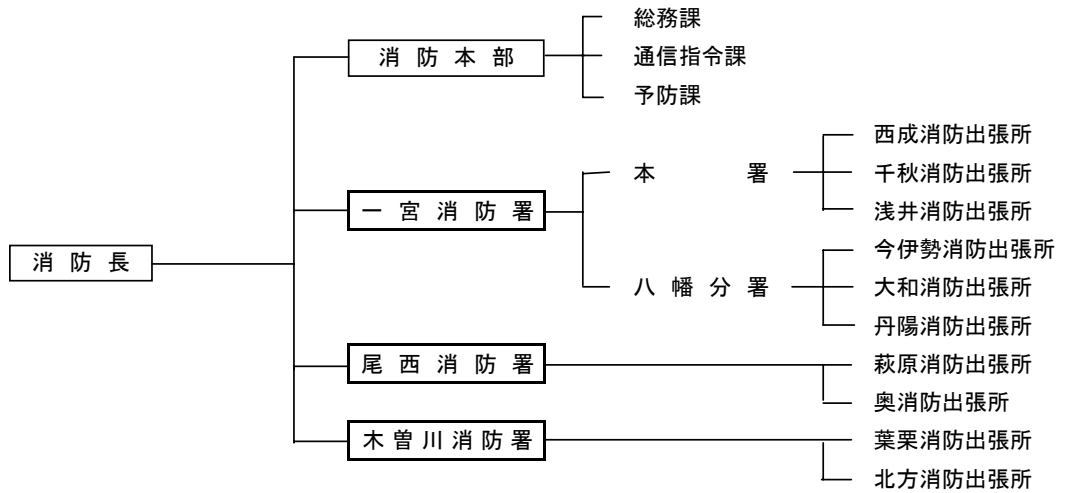 総務課
消防本部
通信指令課
予防課
西成消防出張所
本署
千秋消防出張所
一宮消防署
浅井消防出張所
今伊勢消防出張所
消防長
八幡分署
大和消防出張所
丹陽消防出張所
尾西消防署
萩原消防出張所
奥消防出張所
木曽川消防署
葉栗消防出張所
北方消防出張所